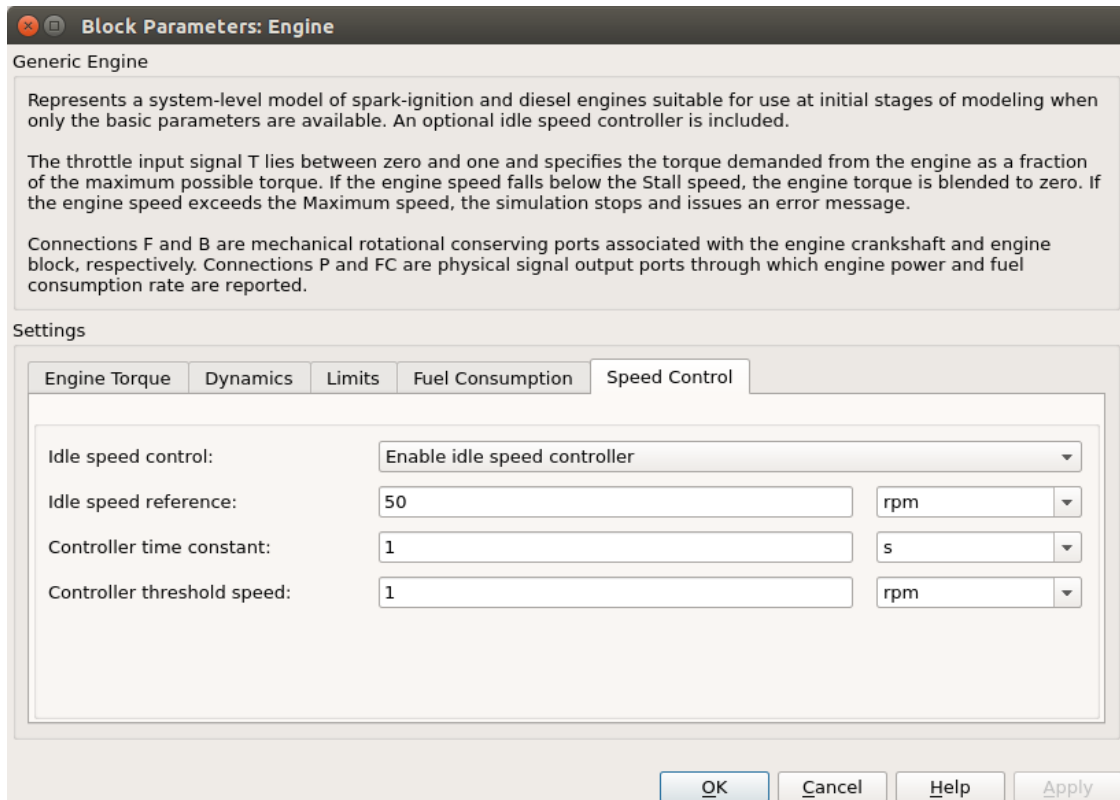 Block Parameters: Engine
Generic Engine
Represents a system-level model of spark-ignition and diesel engines suitable for use at initial stages of modeling when
only the basic parameters are available. An optional idle speed controller is included.
The throttle input signal T lies between zero and one and specifies the torque demanded from the engine as a fraction
of the maximum possible torque. If the engine speed falls below the Stall speed, the engine torque is blended to zero. If
the engine speed exceeds the Maximum speed, the simulation stops and issues an error message.
Connections F and B are mechanical rotational conserving ports associated with the engine crankshaft and engine
block, respectively. Connections P and FC are physical signal output ports through which engine power and fuel
consumption rate are reported.
Settings
Engine Torque Dynamics Limits Fuel Consumption Speed Control
Idle speed control: Enable idle speed controller
Idle speed reference: 50 rpm
Controller time constant: 1 s
Controller threshold speed: 1 rpm
OK Cancel Help Apply